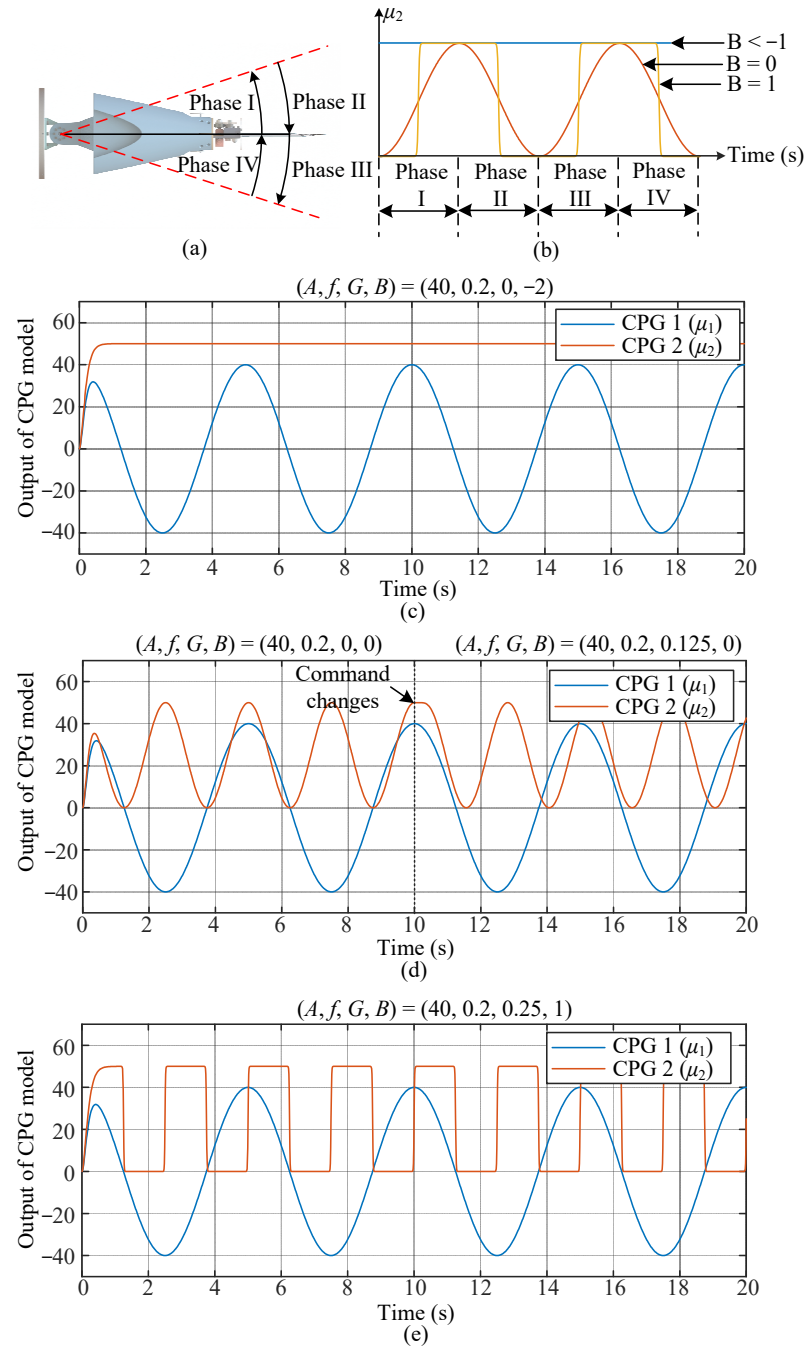 Phase I
Phase II
Phase IV
Phase III
(a)
μ2
B < −1
B = 0
B = 1
Time (s)
Phase I
Phase II
Phase III
Phase IV
(b)
(A, f, G, B) = (40, 0.2, 0, −2)
Output of CPG model
60
40
20
0
−20
−40
CPG 1 (μ1)
CPG 2 (μ2)
0 2 4 6 8 10 12 14 16 18 20
Time (s)
(c)
(A, f, G, B) = (40, 0.2, 0, 0)
(A, f, G, B) = (40, 0.2, 0.125, 0)
Command
changes
Output of CPG model
60
40
20
0
−20
−40
CPG 1 (μ1)
CPG 2 (μ2)
0 2 4 6 8 10 12 14 16 18 20
Time (s)
(d)
(A, f, G, B) = (40, 0.2, 0.25, 1)
Output of CPG model
60
40
20
0
−20
−40
CPG 1 (μ1)
CPG 2 (μ2)
0 2 4 6 8 10 12 14 16 18 20
Time (s)
(e)